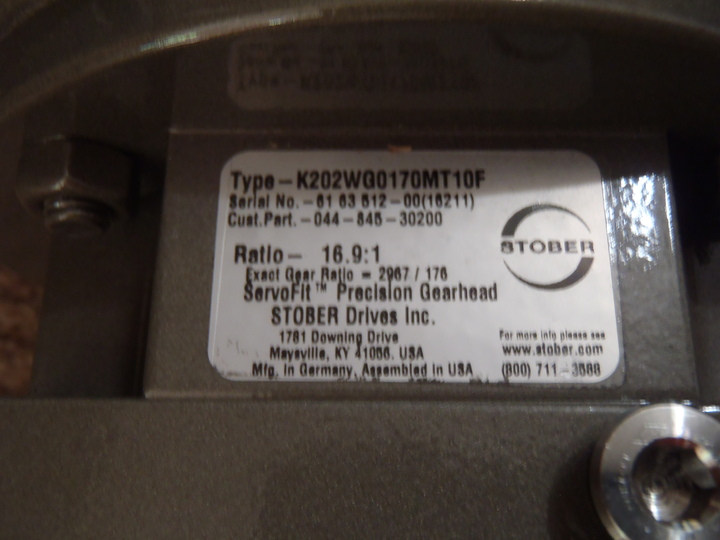 Type – K202WG0170MT10F
Serial No. – 61 63 612 – 00(16211)
Cust.Part. – 044 – 845 – 30200
Ratio – 16.9:1
Exact Gear Ratio = 2967 / 176
ServoFit™ Precision Gearhead
STOBER Drives Inc.
1781 Downing Drive
Maysville, KY 41056, USA
Mfg. in Germany, Assembled in USA
STOBER
For more info please see
www.stober.com
(800) 711 – 3588